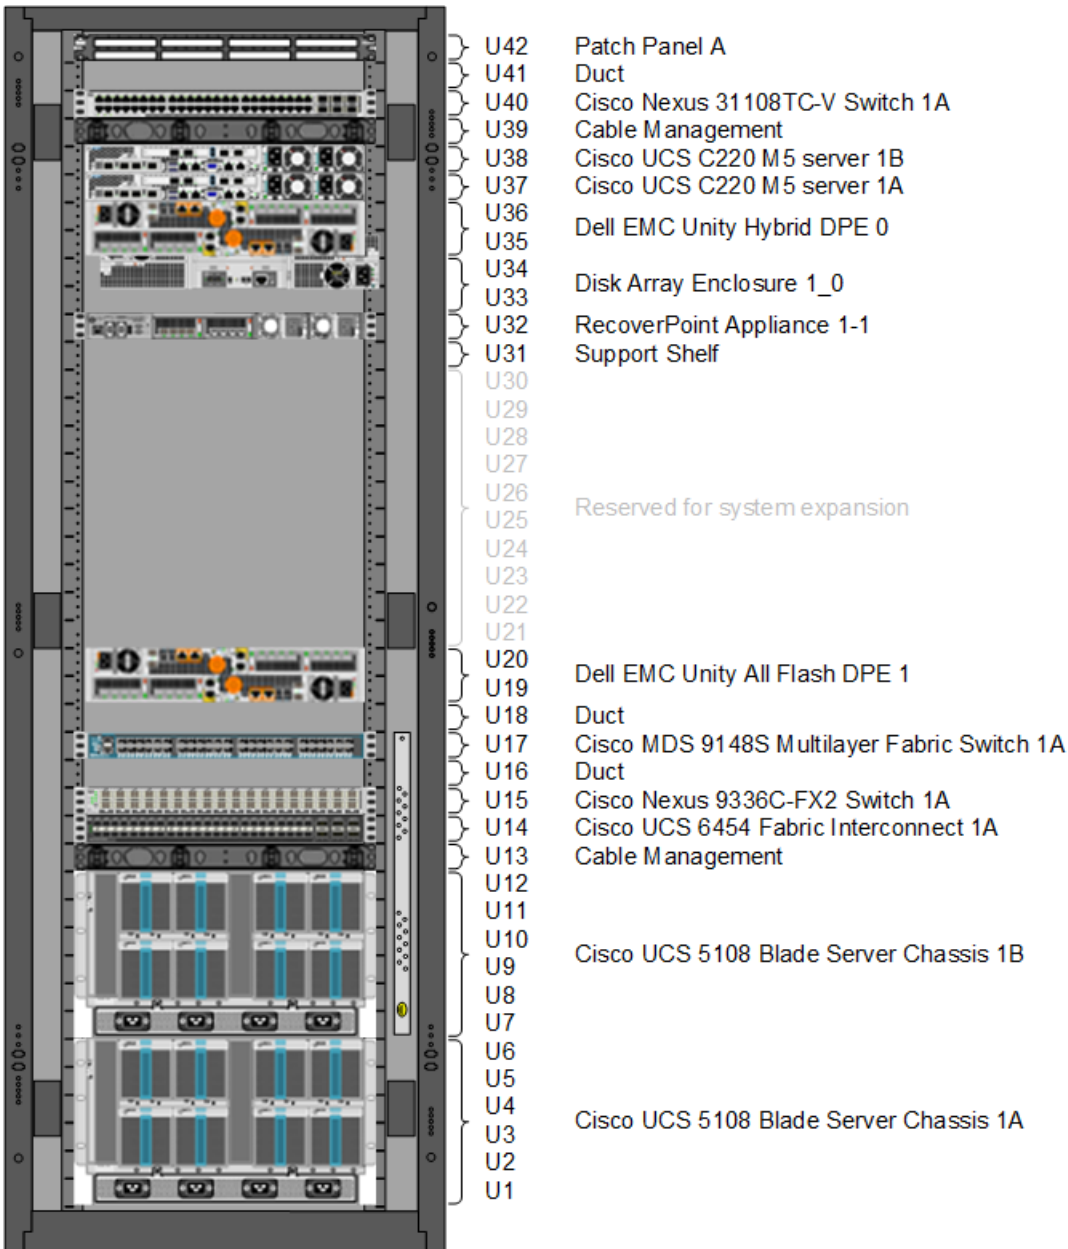 U42 Patch Panel A
U41 Duct
U40 Cisco Nexus 31108TC-V Switch 1A
U39 Cable Management
U38 Cisco UCS C220 M5 server 1B
U37 Cisco UCS C220 M5 server 1A
U36
Dell EMC Unity Hybrid DPE 0
U35
U34
Disk Array Enclosure 1_0
U33
U32 RecoverPoint Appliance 1-1
U31 Support Shelf
U30
U29
U28
U27
U26
Reserved for system expansion
U25
U24
U23
U22
U21
U20
Dell EMC Unity All Flash DPE 1
U19
U18 Duct
U17 Cisco MDS 9148S Multilayer Fabric Switch 1A
U16 Duct
U15 Cisco Nexus 9336C-FX2 Switch 1A
U14 Cisco UCS 6454 Fabric Interconnect 1A
U13 Cable Management
U12
U11
U10
Cisco UCS 5108 Blade Server Chassis 1B
U9
U8
U7
U6
U5
U4
Cisco UCS 5108 Blade Server Chassis 1A
U3
U2
U1